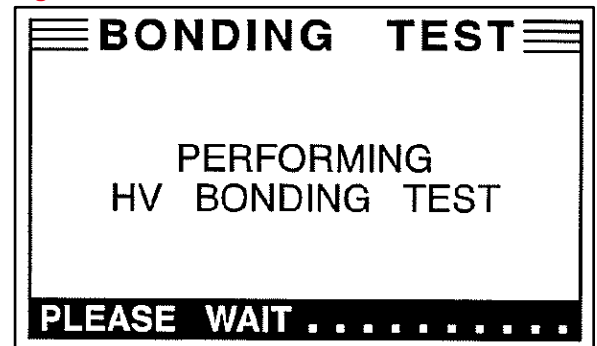 BONDING TEST
PERFORMING
HV BONDING TEST
PLEASE WAIT . . . . . . . . . . .